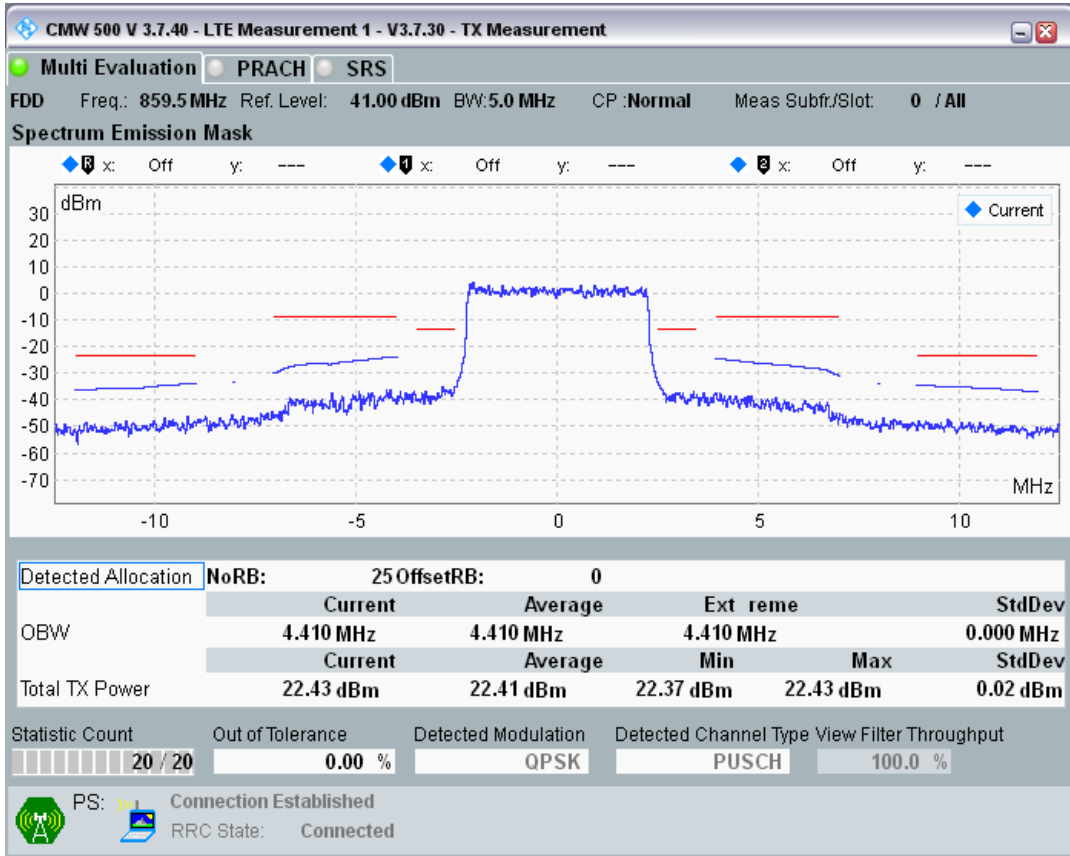 CMW 500 V 3.7.40 - LTE Measurement 1 - V3.7.30 - TX Measurement
Multi Evaluation PRACH SRS
FDD Freq.: 859.5 MHz Ref. Level: 41.00 dBm BW:5.0 MHz CP :Normal Meas Subfr./Slot: 0 / All
Spectrum Emission Mask
R x: Off y: --- 1 x: Off y: --- 2 x: Off y: ---
dBm
Current
30
20
10
0
-10
-20
-30
-40
-50
-60
-70
MHz
-10 -5 0 5 10
Detected Allocation NoRB: 25 OffsetRB: 0
Current Average Ext reme StdDev
OBW 4.410 MHz 4.410 MHz 4.410 MHz 0.000 MHz
Current Average Min Max StdDev
Total TX Power 22.43 dBm 22.41 dBm 22.37 dBm 22.43 dBm 0.02 dBm
Statistic Count Out of Tolerance Detected Modulation Detected Channel Type View Filter Throughput
20 / 20 0.00 % QPSK PUSCH 100.0 %
PS: Connection Established
RRC State: Connected